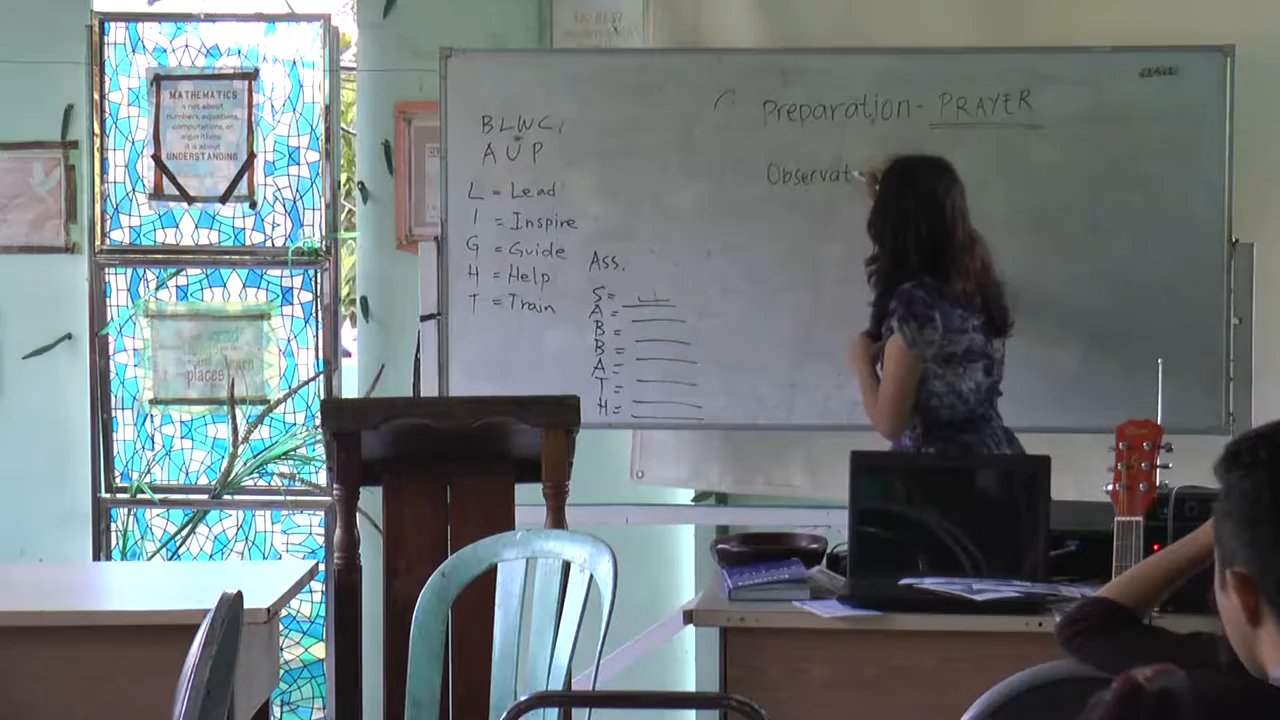 MATHEMATICS
is not about
numbers, equations,
computations, or
algorithms:
it is about
UNDERSTANDING
learn
places
BLWC,
AUP
L = Lead
I = Inspire
G = Guide
H = Help
T = Train
Ass.
S =
A =
B =
B =
A =
T =
H =
Preparation - PRAYER
Observat